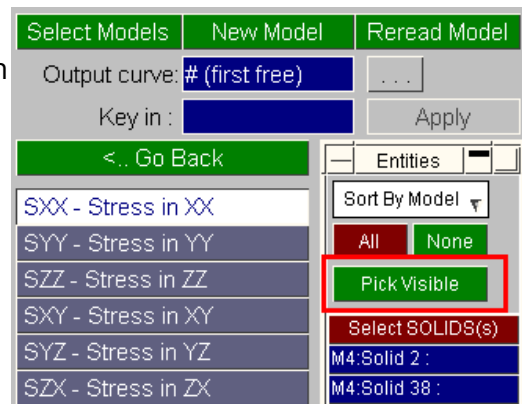 Select Models New Model Reread Model
n
Output curve: # (first free) ...
Key in : Apply
<.. Go Back
SXX - Stress in XX
SYY - Stress in YY
SZZ - Stress in ZZ
SXY - Stress in XY
SYZ - Stress in YZ
SZX - Stress in ZX
Entities
Sort By Model
All None
Pick Visible
Select SOLIDS(s)
M4:Solid 2 :
M4:Solid 38 :